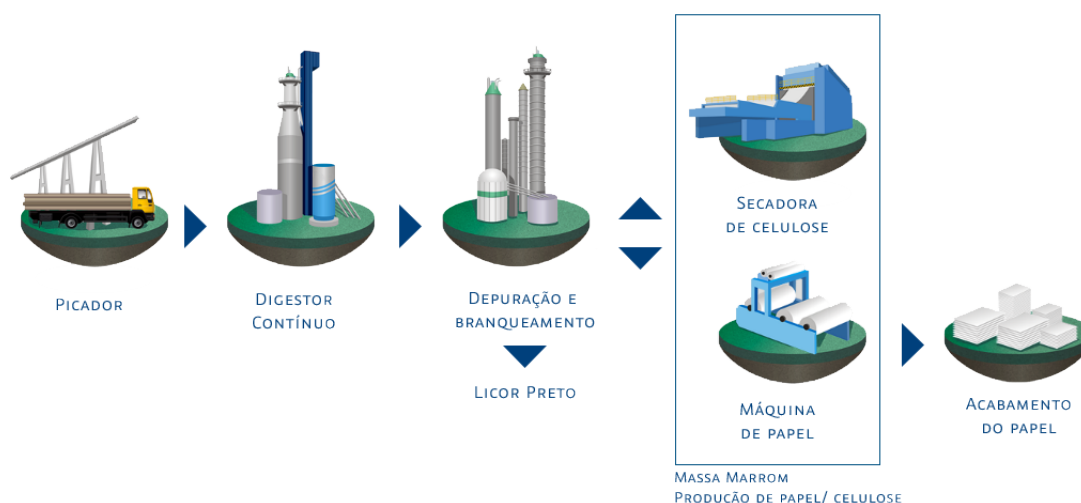 Picador
Digestor
Contínuo
Depuração e
branqueamento
Licor Preto
Secadora
de celulose
Máquina
de papel
Massa Marrom
Produção de papel/ celulose
Acabamento
do papel